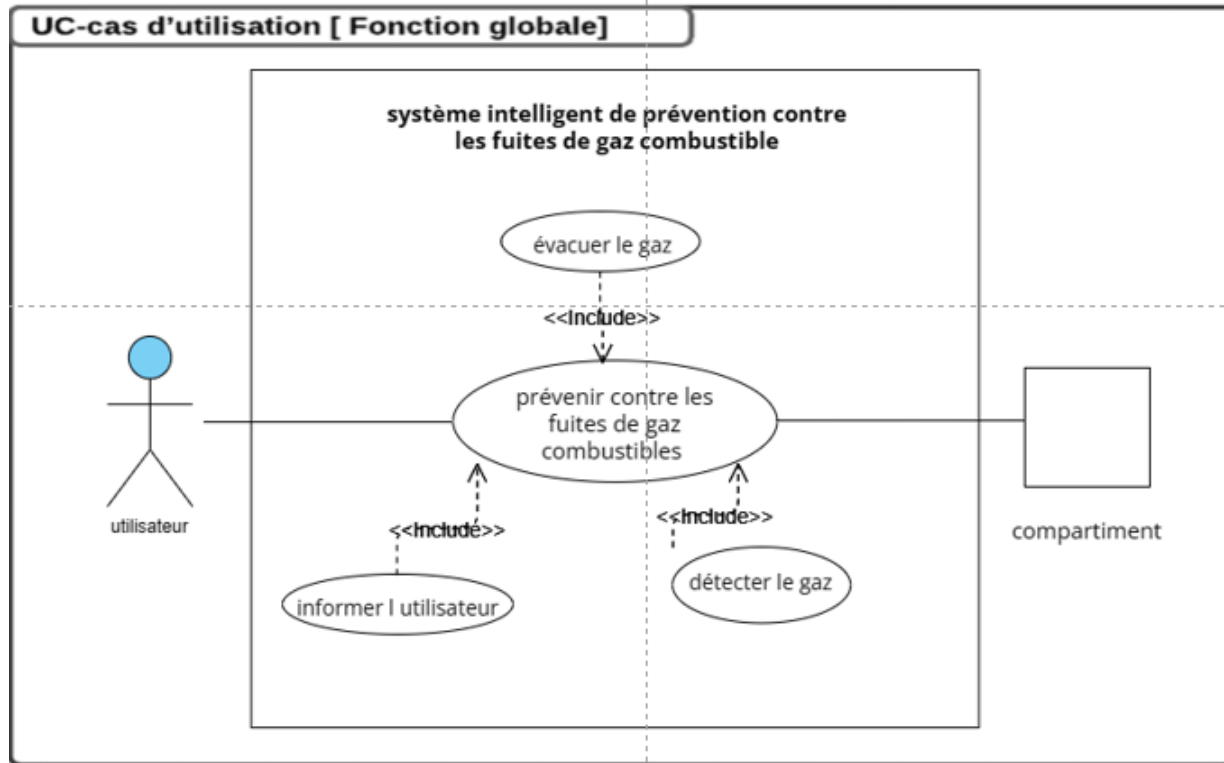 UC-cas d'utilisation [ Fonction globale]
système intelligent de prévention contre
les fuites de gaz combustible
évacuer le gaz
<<Include>>
prévenir contre les
fuites de gaz
combustibles
utilisateur
<<Include>>
<<Include>>
compartiment
informer l utilisateur
détecter le gaz